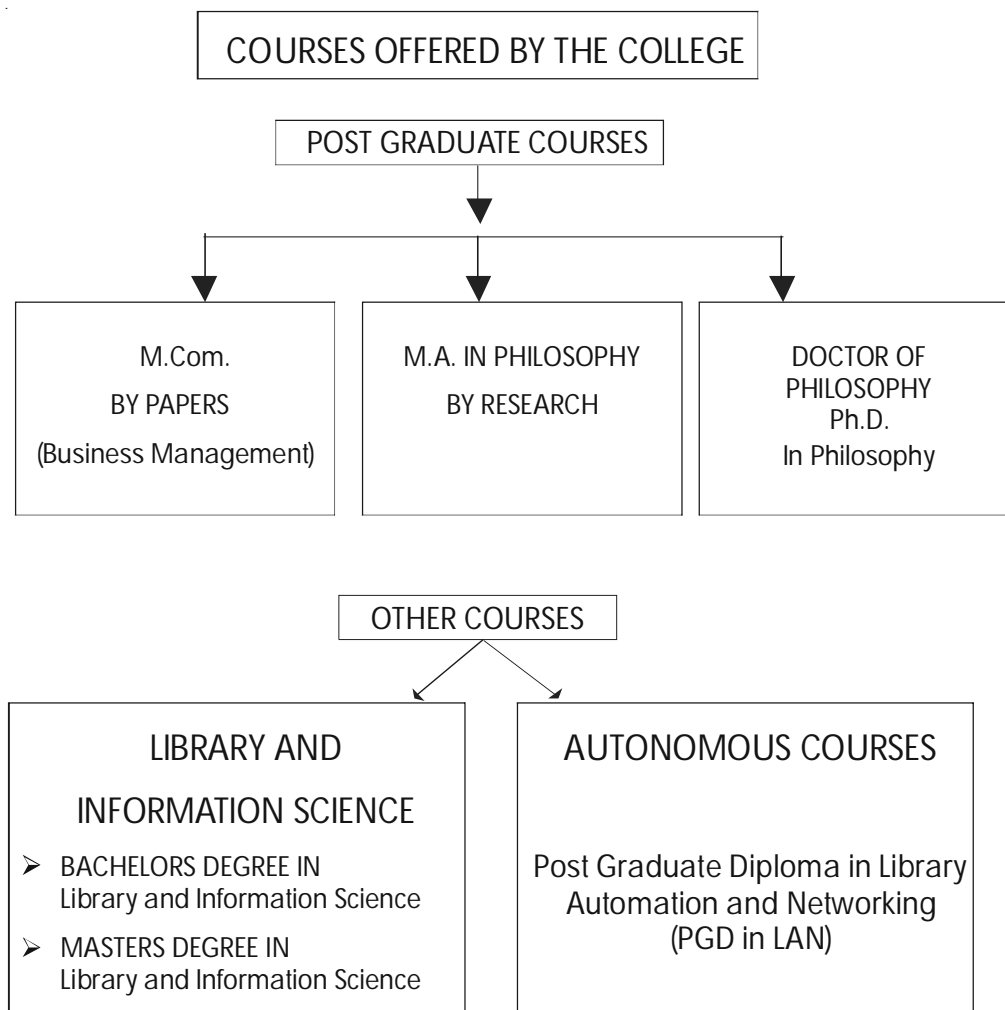 COURSES OFFERED BY THE COLLEGE
POST GRADUATE COURSES
M.Com.
BY PAPERS
(Business Management)
M.A. IN PHILOSOPHY
BY RESEARCH
DOCTOR OF
PHILOSOPHY
Ph.D.
In Philosophy
OTHER COURSES
LIBRARY AND
INFORMATION SCIENCE
➢ BACHELORS DEGREE IN
Library and Information Science
➢ MASTERS DEGREE IN
Library and Information Science
AUTONOMOUS COURSES
Post Graduate Diploma in Library
Automation and Networking
(PGD in LAN)